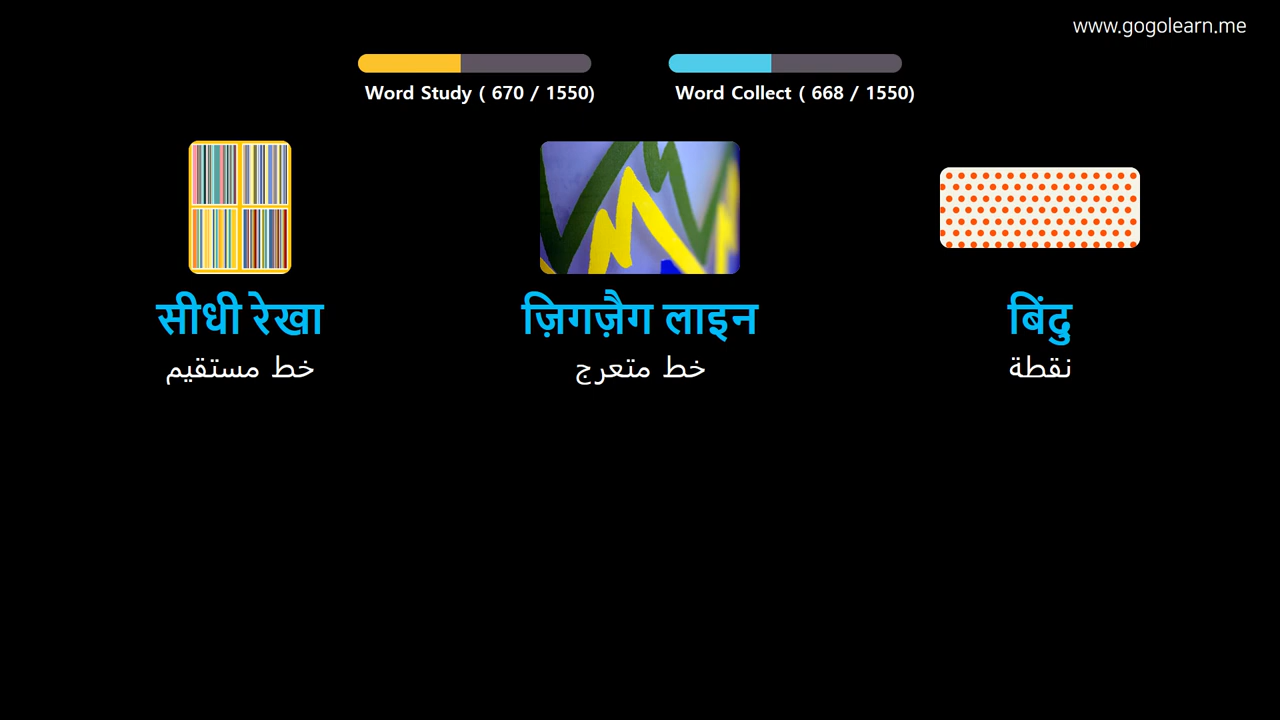 www.gogolearn.me
Word Study ( 670 / 1550)
Word Collect ( 668 / 1550)
सीधी रेखा
خط مستقيم
ज़िगज़ैग लाइन
خط متعرج
बिंदु
نقطة